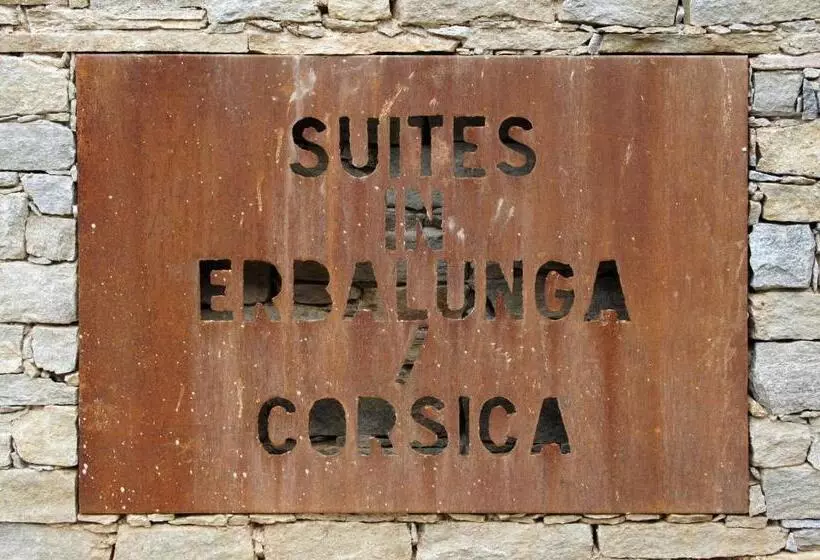 SUITES
IN
ERBALUNGA
/
CORSICA